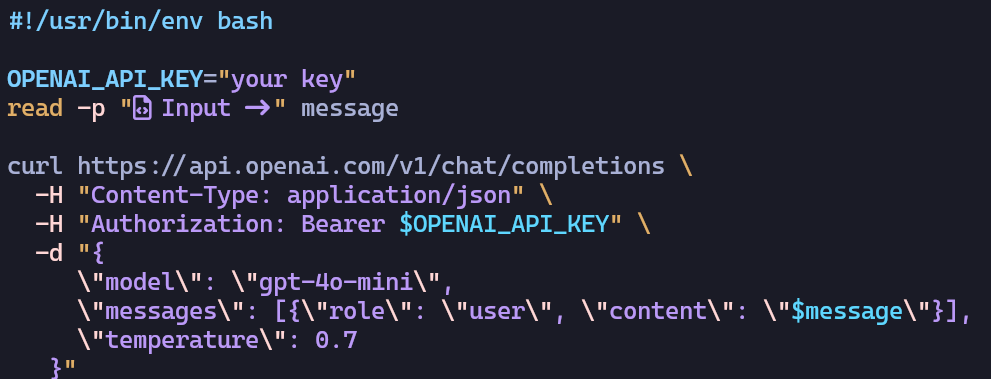 #!/usr/bin/env bash
OPENAI_API_KEY="your key"
read -p " Input →" message
curl https://api.openai.com/v1/chat/completions \
-H "Content-Type: application/json" \
-H "Authorization: Bearer $OPENAI_API_KEY" \
-d "{
\"model\": \"gpt-4o-mini\",
\"messages\": [{\"role\": \"user\", \"content\": \"$message\"}],
\"temperature\": 0.7
}"